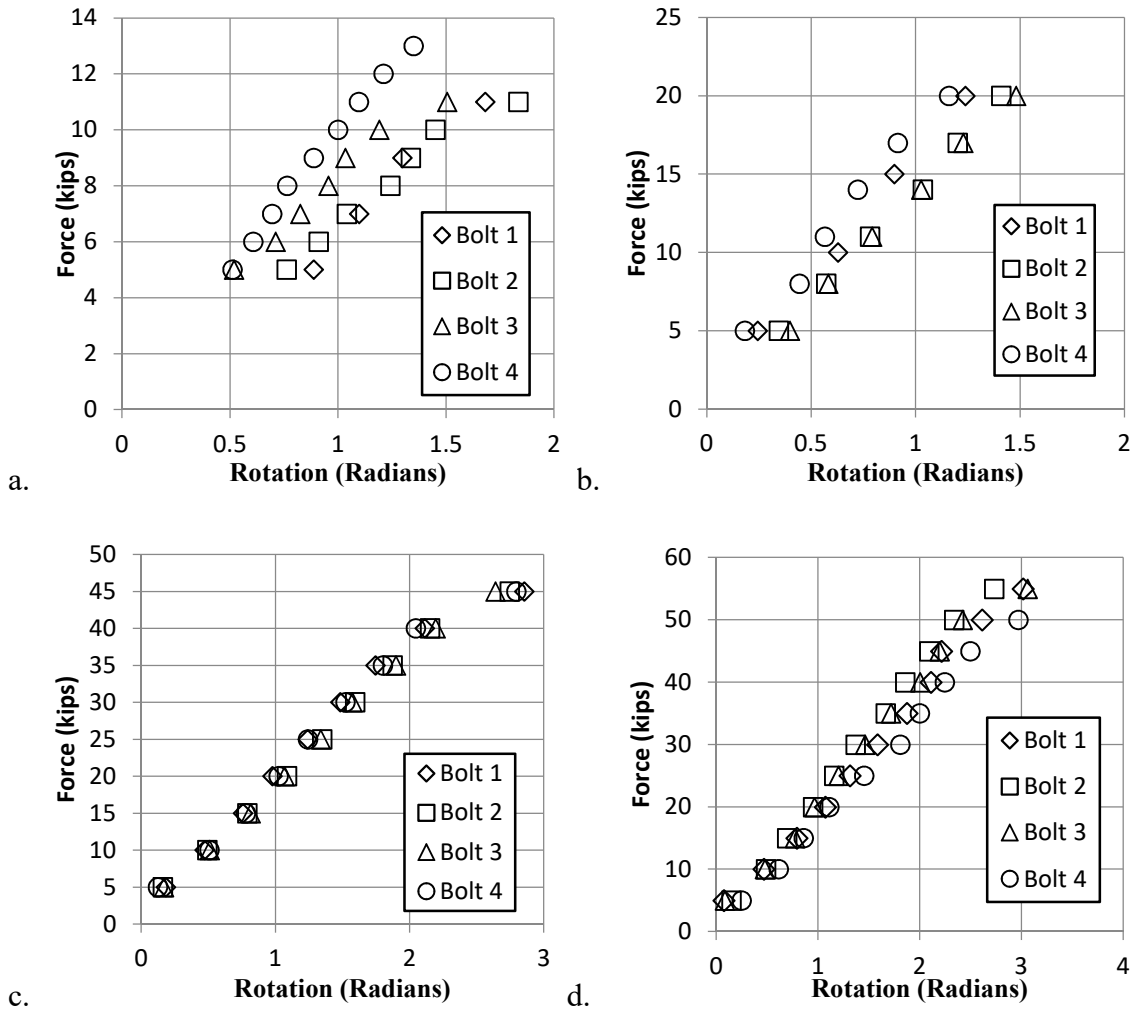 14
12
10
8
6
4
2
0
Force (kips)
0 0.5 1 1.5 2
Rotation (Radians)
Bolt 1
Bolt 2
Bolt 3
Bolt 4
a.
25
20
15
10
5
0
Force (kips)
0 0.5 1 1.5 2
Rotation (Radians)
Bolt 1
Bolt 2
Bolt 3
Bolt 4
b.
50
45
40
35
30
25
20
15
10
5
0
Force (kips)
0 1 2 3
Rotation (Radians)
Bolt 1
Bolt 2
Bolt 3
Bolt 4
c.
60
50
40
30
20
10
0
Force (kips)
0 1 2 3 4
Rotation (Radians)
Bolt 1
Bolt 2
Bolt 3
Bolt 4
d.